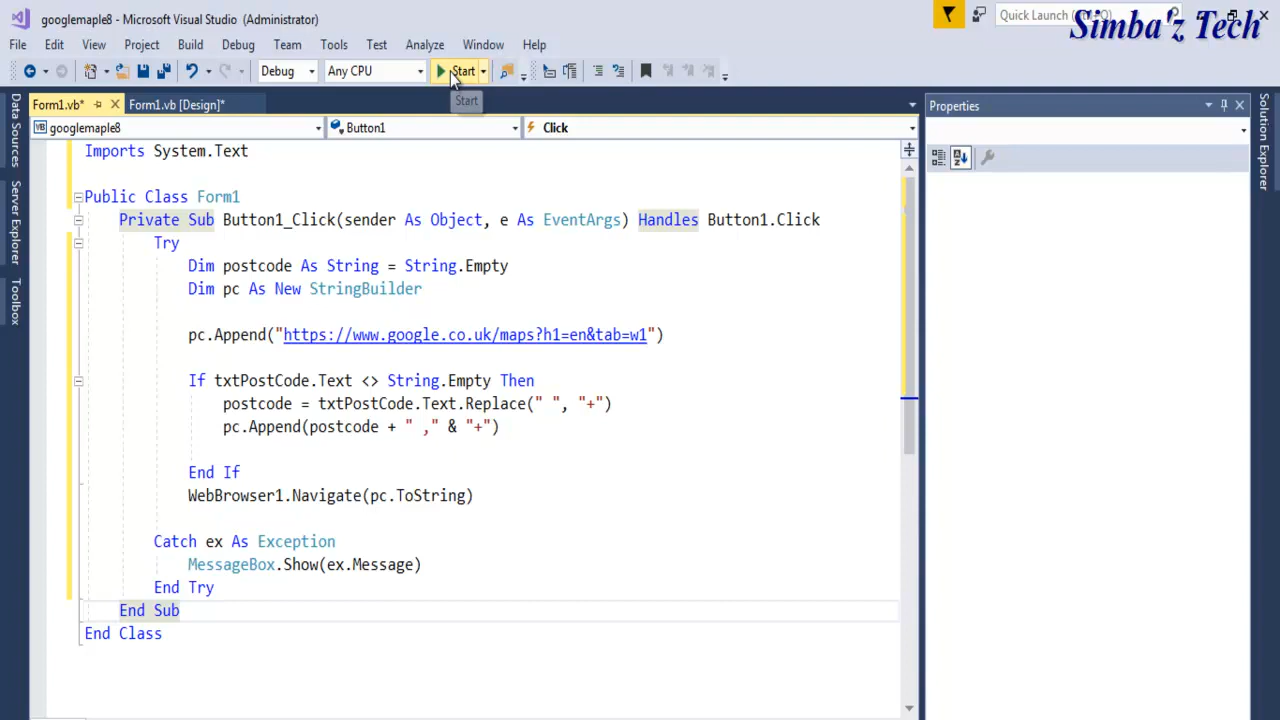 googlemaple8 - Microsoft Visual Studio (Administrator)
Quick Launch (Ctrl+Q)
Simba'z Tech
File Edit View Project Build Debug Team Tools Test Analyze Window Help
Debug Any CPU Start
Start
Form1.vb* Form1.vb [Design]*
Properties
googlemaple8 Button1 Click
Data Sources
Server Explorer
Toolbox
Solution Explorer
Imports System.Text
Public Class Form1
Private Sub Button1_Click(sender As Object, e As EventArgs) Handles Button1.Click
Try
Dim postcode As String = String.Empty
Dim pc As New StringBuilder
pc.Append("https://www.google.co.uk/maps?h1=en&tab=w1")
If txtPostCode.Text <> String.Empty Then
postcode = txtPostCode.Text.Replace(" ", "+")
pc.Append(postcode + " ," & "+")
End If
WebBrowser1.Navigate(pc.ToString)
Catch ex As Exception
MessageBox.Show(ex.Message)
End Try
End Sub
End Class